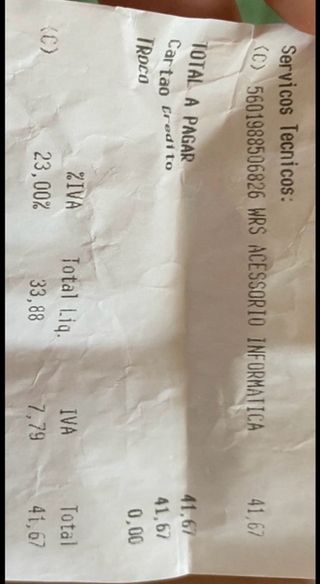 Servicos Tecnicos:
(C) 5601988506826 WRS ACESSORIO INFORMATICA 41,67
TOTAL A PAGAR 41,67
Cartao Credito 41,67
TROCO 0,00
%IVA Total Liq. IVA Total
(C) 23,00% 33,88 7,79 41,67